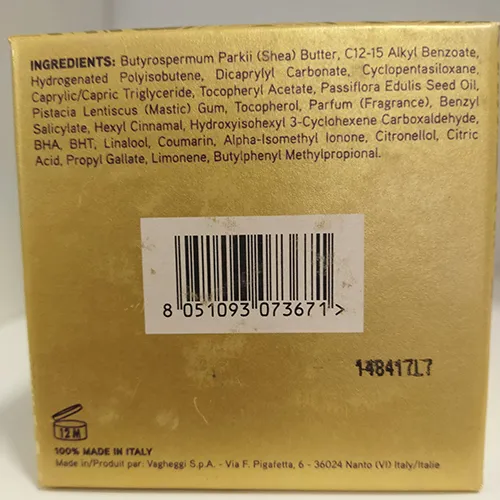 INGREDIENTS: Butyrospermum Parkii (Shea) Butter, C12-15 Alkyl Benzoate,
Hydrogenated Polyisobutene, Dicaprylyl Carbonate, Cyclopentasiloxane,
Caprylic/Capric Triglyceride, Tocopheryl Acetate, Passiflora Edulis Seed Oil,
Pistacia Lentiscus (Mastic) Gum, Tocopherol, Parfum (Fragrance), Benzyl
Salicylate, Hexyl Cinnamal, Hydroxyisohexyl 3-Cyclohexene Carboxaldehyde,
BHA, BHT, Linalool, Coumarin, Alpha-Isomethyl Ionone, Citronellol, Citric
Acid, Propyl Gallate, Limonene, Butylphenyl Methylpropional.
8 051093 073671 >
148417L7
12M
100% MADE IN ITALY
Made in/Produit par: Vagheggi S.p.A. - Via F. Pigafetta, 6 - 36024 Nanto (VI) Italy/Italie